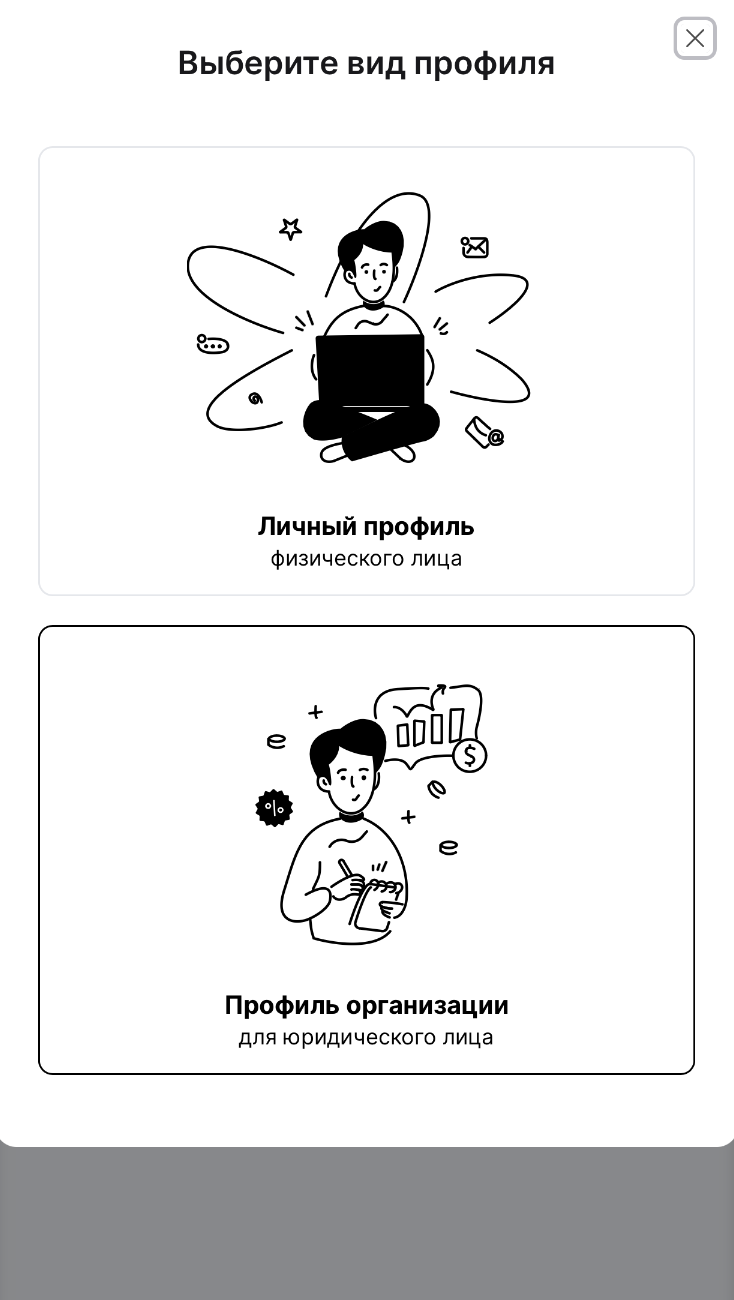 Выберите вид профиля
Личный профиль
физического лица
$
%
Профиль организации
для юридического лица